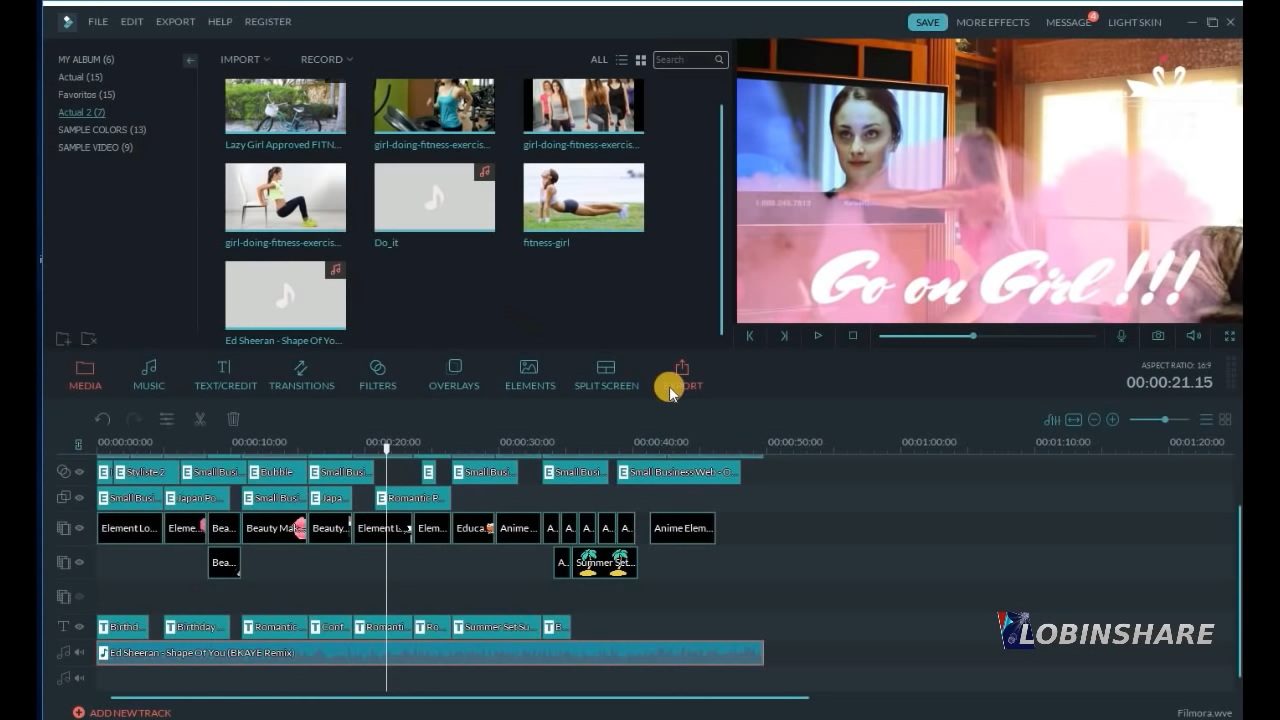 FILE EDIT EXPORT HELP REGISTER SAVE MORE EFFECTS MESSAGE 4 LIGHT SKIN
MY ALBUM (6)
Actual (15)
Favoritos (15)
Actual 2 (7)
SAMPLE COLORS (13)
SAMPLE VIDEO (9)
IMPORT RECORD ALL Search
Lazy Girl Approved FITN... girl-doing-fitness-exercis... girl-doing-fitness-exercis...
girl-doing-fitness-exercis... Do_it fitness-girl
Ed Sheeran - Shape Of Yo...
Go on Girl !!!
MEDIA MUSIC TEXT/CREDIT TRANSITIONS FILTERS OVERLAYS ELEMENTS SPLIT SCREEN
ASPECT RATIO: 16:9
00:00:21.15
00:00:00:00 00:00:10:00 00:00:20:00 00:00:30:00 00:00:40:00 00:00:50:00 00:01:00:00 00:01:10:00 00:01:20:00
E E Styliste 2 E Small Busi... E Bubble E Small Busi... E E Small Busi... E Small Busi... E Small Business Web - O...
E Small Busi... E Japan Po... E Small Busi... E Japa... E Romantic P...
Element Lo... Eleme... Bea... Beauty Mak... Beauty... Element L... Elem... Educa... Anime ... A.. A.. A.. A.. A.. Anime Elem...
Bea... A.. Summer Set...
T Birthd... T Birthday... T Romantic... T Conf... T Romanti... T Ro... T Summer Set Su... T B...
Ed Sheeran - Shape Of You (BKAYE Remix)
LOBINSHARE
ADD NEW TRACK
Filmora.wve